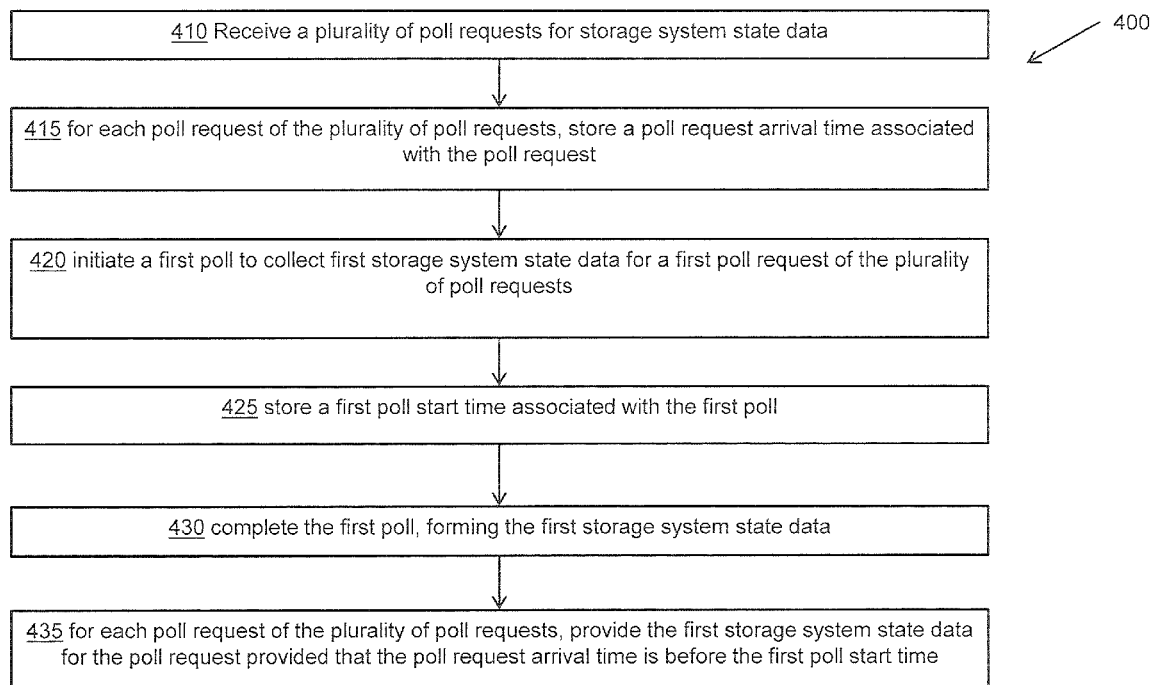 410 Receive a plurality of poll requests for storage system state data
400
415 for each poll request of the plurality of poll requests, store a poll request arrival time associated
with the poll request
420 initiate a first poll to collect first storage system state data for a first poll request of the plurality
of poll requests
425 store a first poll start time associated with the first poll
430 complete the first poll, forming the first storage system state data
435 for each poll request of the plurality of poll requests, provide the first storage system state data
for the poll request provided that the poll request arrival time is before the first poll start time